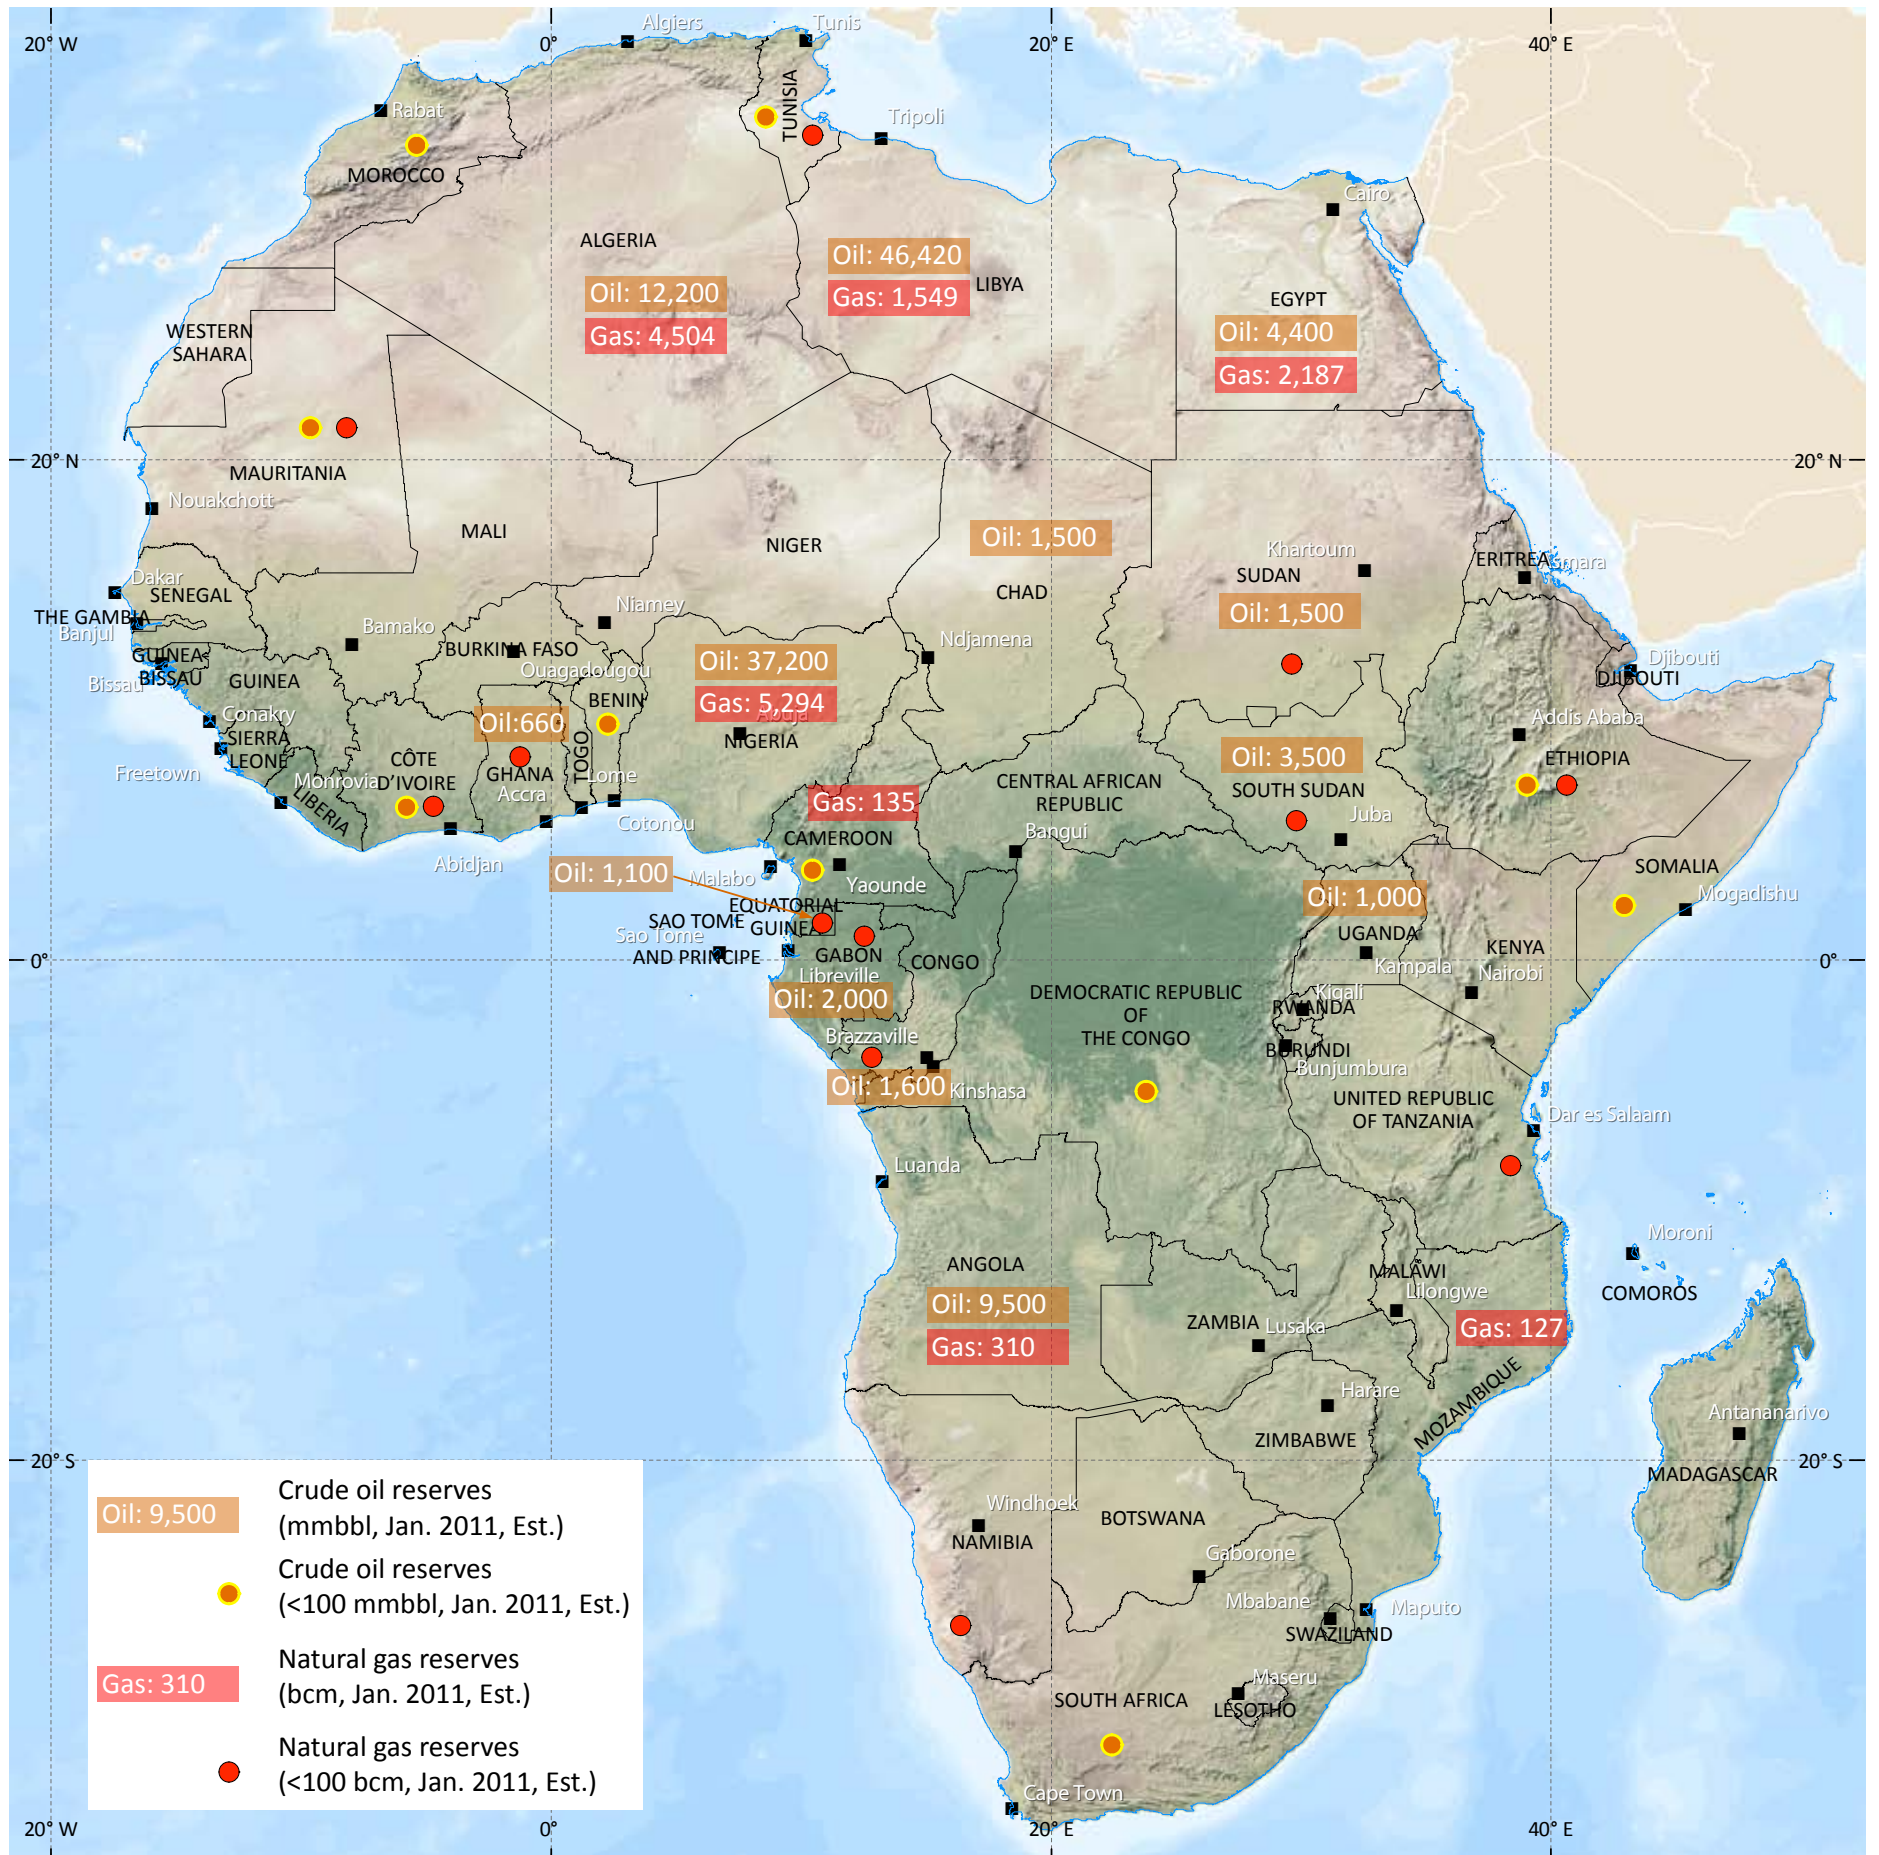 Algiers
Tunis
20° W
0°
20° E
40° E
Rabat
TUNISIA
Tripoli
MOROCCO
Cairo
ALGERIA
Oil: 46,420
LIBYA
Oil: 12,200
Gas: 1,549
EGYPT
Gas: 4,504
Oil: 4,400
WESTERN
SAHARA
Gas: 2,187
20° N
20° N
MAURITANIA
Nouakchott
MALI
NIGER
Oil: 1,500
Khartoum
ERITREA
Asmara
Dakar
SENEGAL
SUDAN
CHAD
THE GAMBIA
Niamey
Oil: 1,500
Banjul
Bamako
Ndjamena
BURKINA FASO
GUINEA-
BISSAU
Oil: 37,200
Ouagadougou
Djibouti
DJIBOUTI
Bissau
GUINEA
BENIN
Gas: 5,294
Abuja
Conakry
Oil:660
Addis Ababa
SIERRA
LEONE
NIGERIA
TOGO
CÔTE
D'IVOIRE
Oil: 3,500
ETHIOPIA
Freetown
Monrovia
GHANA
Accra
Lome
CENTRAL AFRICAN
REPUBLIC
SOUTH SUDAN
LIBERIA
Gas: 135
Juba
Cotonou
Bangui
CAMEROON
Abidjan
Oil: 1,100
Malabo
Yaounde
SOMALIA
Mogadishu
Oil: 1,000
EQUATORIAL
GUINEA
SAO TOME
AND PRINCIPE
Sao Tome
UGANDA
KENYA
0°
0°
GABON
CONGO
Kampala
Nairobi
Libreville
Oil: 2,000
DEMOCRATIC REPUBLIC
OF
THE CONGO
Kigali
RWANDA
Brazzaville
BURUNDI
Bunjumbura
Oil: 1,600
Kinshasa
UNITED REPUBLIC
OF TANZANIA
Dar es Salaam
Luanda
Moroni
ANGOLA
MALAWI
Lilongwe
COMOROS
Oil: 9,500
ZAMBIA
Lusaka
Gas: 127
Gas: 310
MOZAMBIQUE
Harare
Antananarivo
ZIMBABWE
20° S
20° S
MADAGASCAR
Windhoek
BOTSWANA
NAMIBIA
Gaborone
Mbabane
Maputo
SWAZILAND
Maseru
SOUTH AFRICA
LESOTHO
Cape Town
Oil: 9,500
Crude oil reserves
(mmbbl, Jan. 2011, Est.)
Crude oil reserves
(<100 mmbbl, Jan. 2011, Est.)
Gas: 310
Natural gas reserves
(bcm, Jan. 2011, Est.)
Natural gas reserves
(<100 bcm, Jan. 2011, Est.)
20° W
0°
20° E
40° E